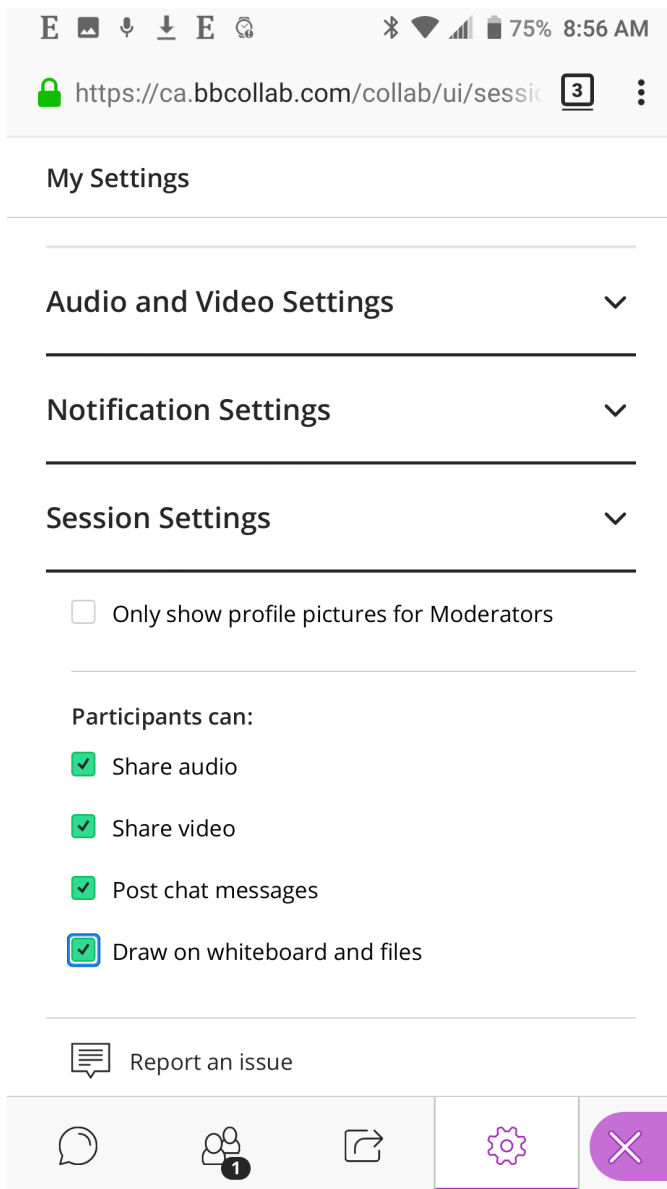 E E 75% 8:56 AM
https://ca.bbcollab.com/collab/ui/sessic 3
My Settings
Audio and Video Settings
Notification Settings
Session Settings
Only show profile pictures for Moderators
Participants can:
Share audio
Share video
Post chat messages
Draw on whiteboard and files
Report an issue
1